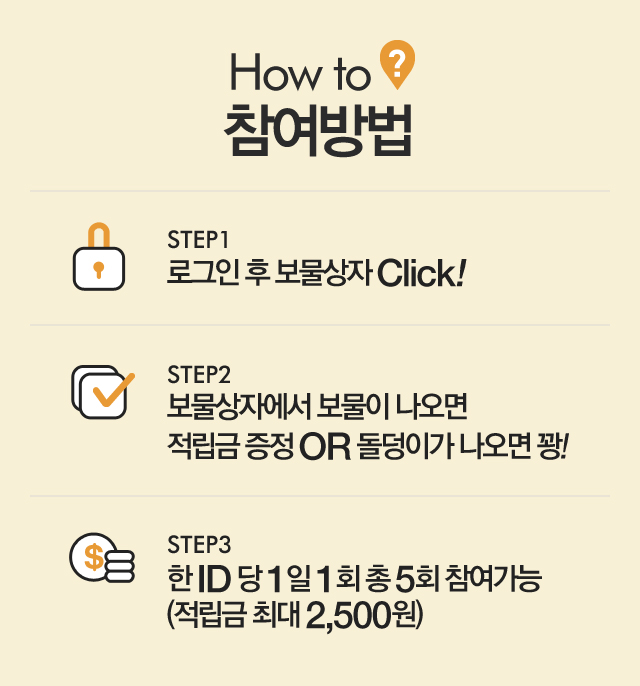 How to ?
참여방법
STEP1
로그인 후 보물상자 Click!
STEP2
보물상자에서 보물이 나오면
적립금 증정 OR 돌덩이가 나오면 꽝!
$
STEP3
한 ID 당 1일 1회 총 5회 참여가능
(적립금 최대 2,500원)